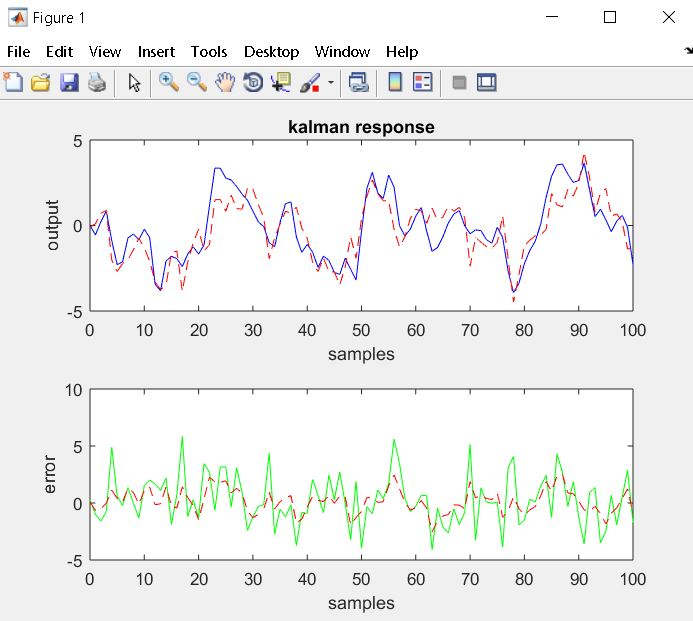 Figure 1
File Edit View Insert Tools Desktop Window Help
kalman response
5
0
-5
output
0 10 20 30 40 50 60 70 80 90 100
samples
10
5
0
-5
error
0 10 20 30 40 50 60 70 80 90 100
samples